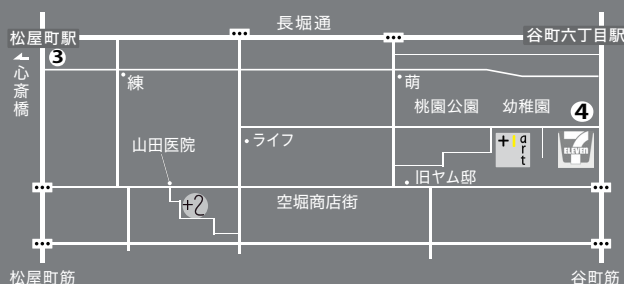 長堀通
松屋町駅
谷町六丁目駅
3
心斎橋
練
萌
桃園公園
幼稚園
4
山田医院
ライフ
+1
art
7
ELEVEN
旧ヤム邸
+2
空堀商店街
松屋町筋
谷町筋